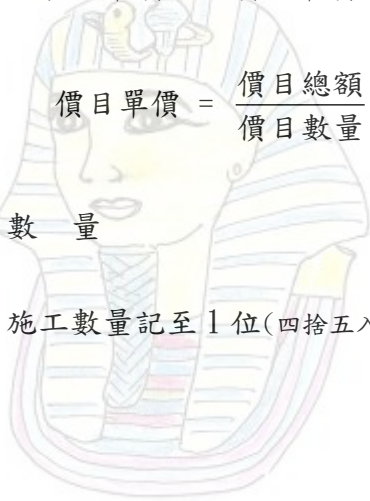 價目單價 = 價目總額
價目數量
數 量
施工數量記至 1 位(四捨五入